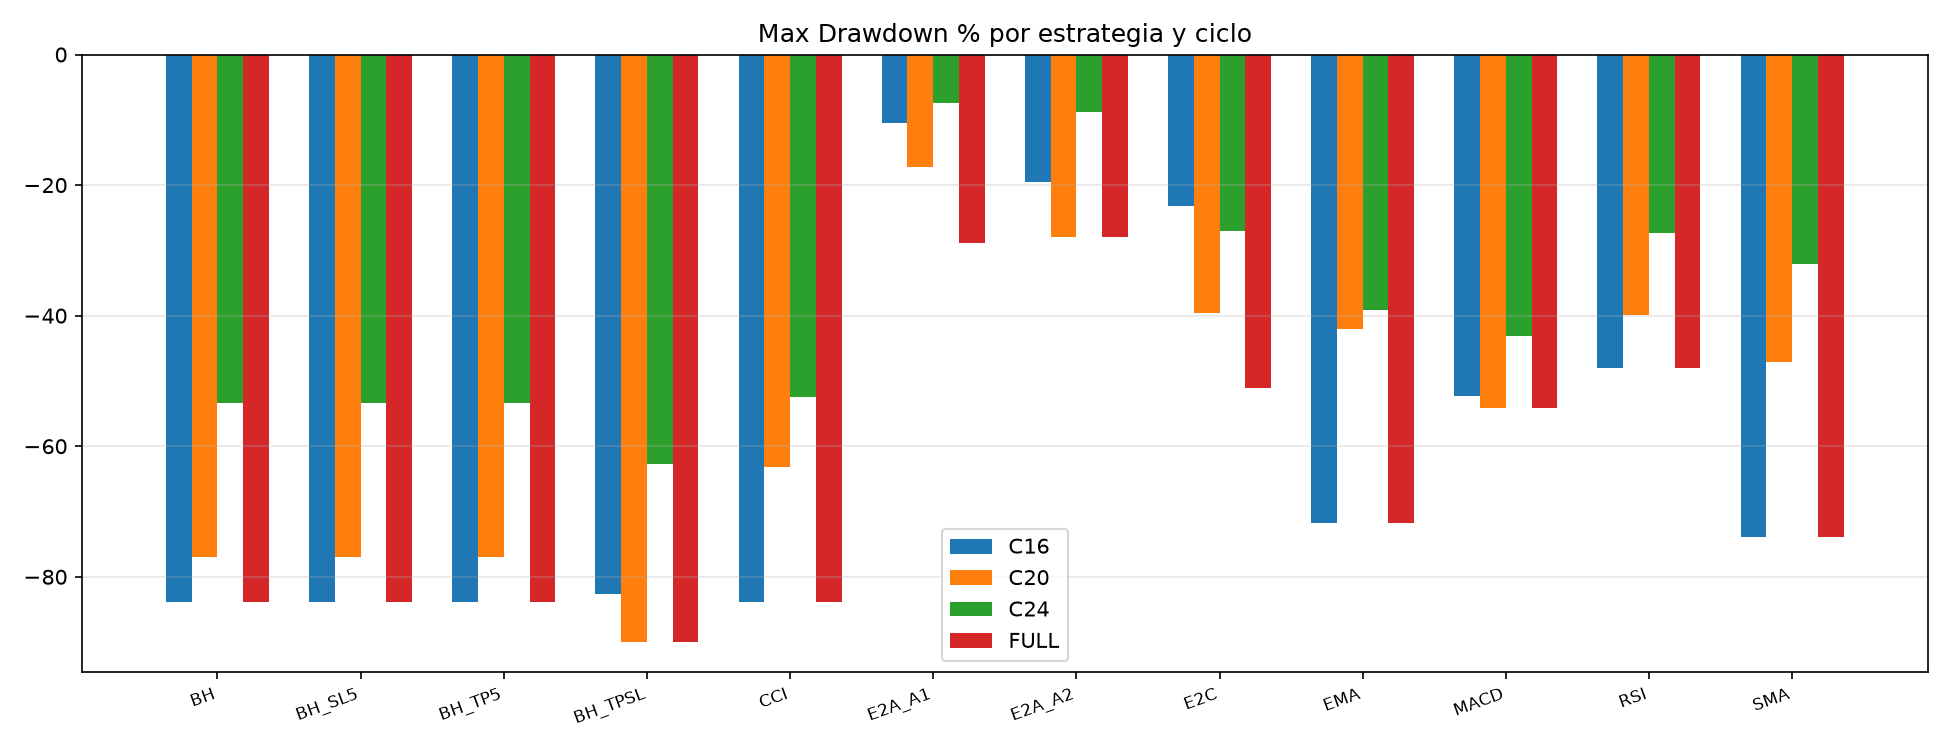 Max Drawdown % por estrategia y ciclo
0
−20
−40
−60
−80
C16
C20
C24
FULL
BH
BH_SL5
BH_TP5
BH_TPSL
CCI
E2A_A1
E2A_A2
E2C
EMA
MACD
RSI
SMA